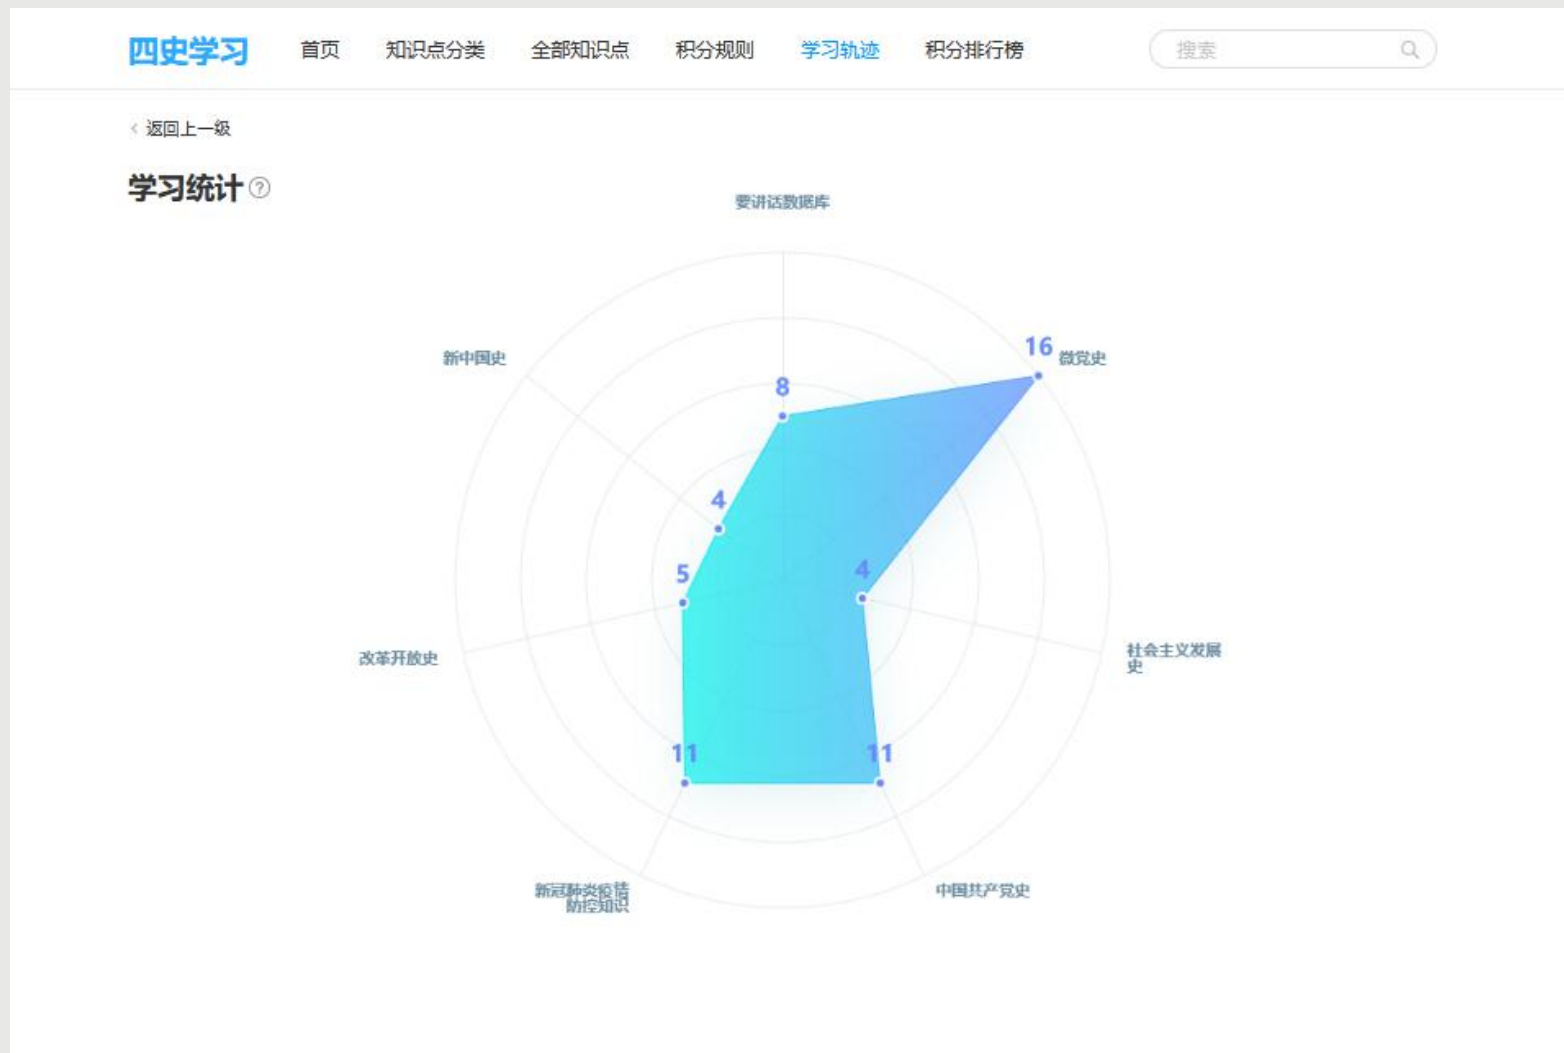 四史学习 首页 知识点分类 全部知识点 积分规则 学习轨迹 积分排行榜 搜索
返回上一级
学习统计 ?
要讲话数据库
16
微党史
新中国史
8
4
5
4
改革开放史
社会主义发展
史
11
11
新冠肺炎疫情
防控知识
中国共产党史